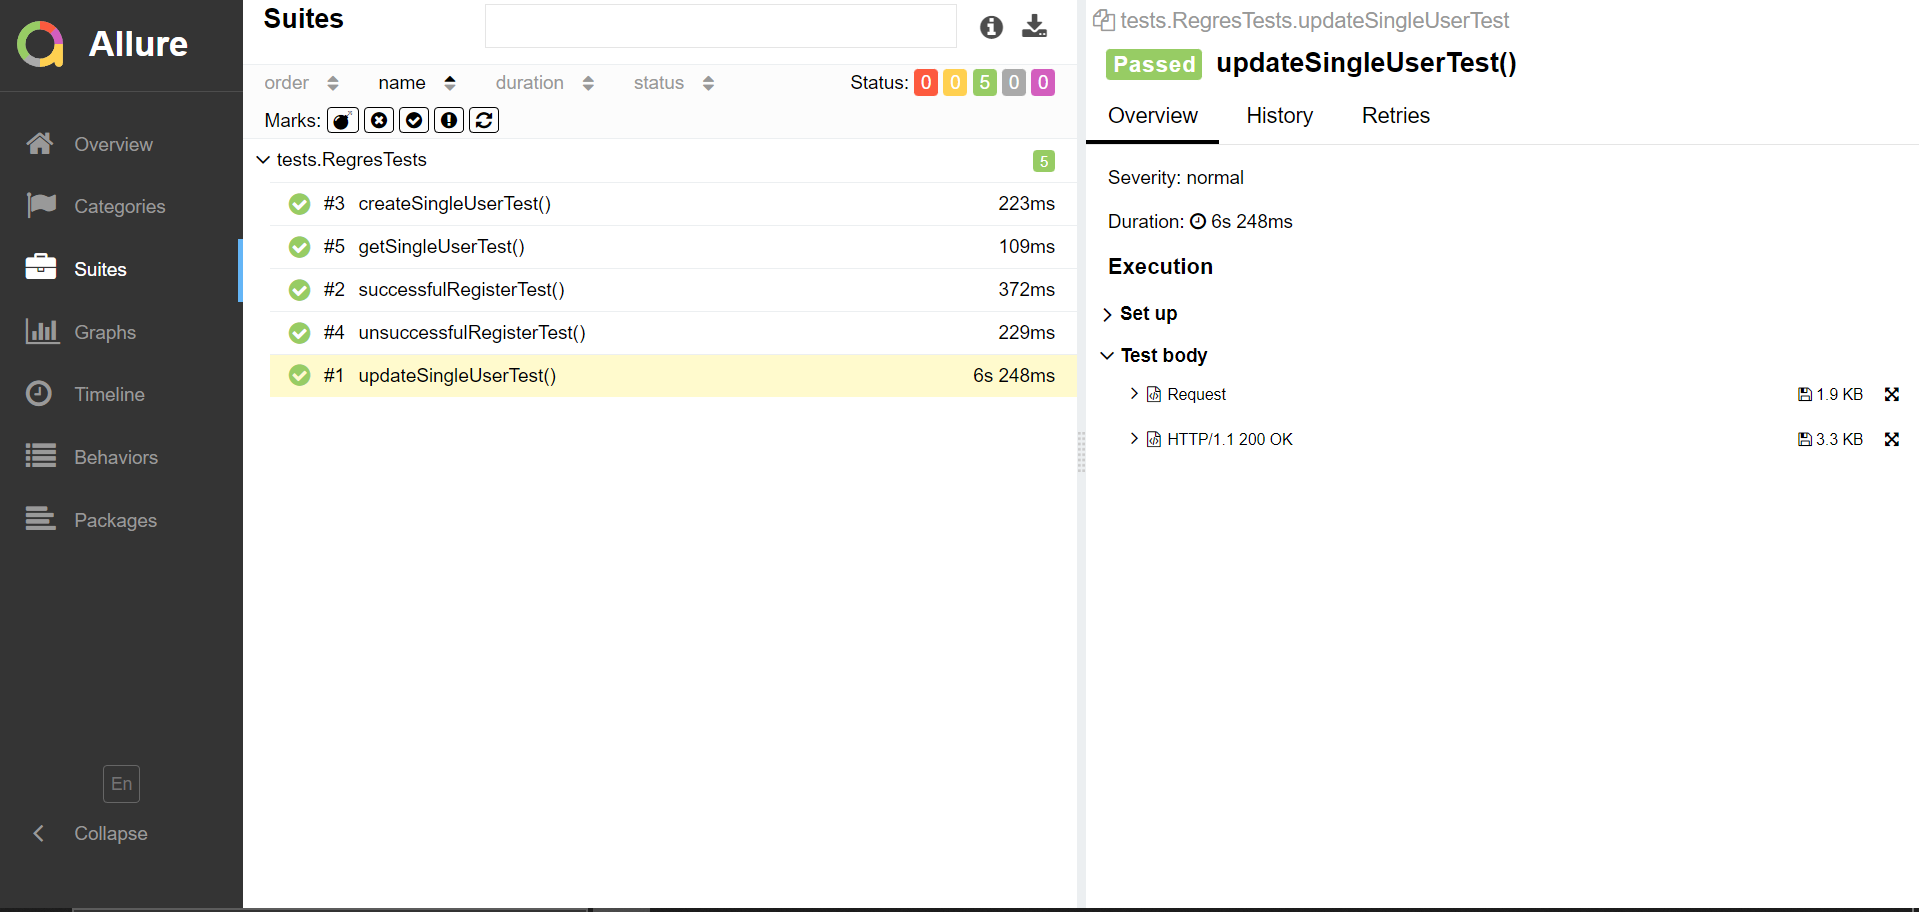 Allure
Overview
Categories
Suites
Graphs
Timeline
Behaviors
Packages
En
Collapse
Suites
order name duration status Status: 0 0 5 0 0
Marks:
tests.RegresTests 5
#3 createSingleUserTest() 223ms
#5 getSingleUserTest() 109ms
#2 successfulRegisterTest() 372ms
#4 unsuccessfulRegisterTest() 229ms
#1 updateSingleUserTest() 6s 248ms
tests.RegresTests.updateSingleUserTest
Passed updateSingleUserTest()
Overview History Retries
Severity: normal
Duration: 6s 248ms
Execution
Set up
Test body
Request 1.9 KB
HTTP/1.1 200 OK 3.3 KB